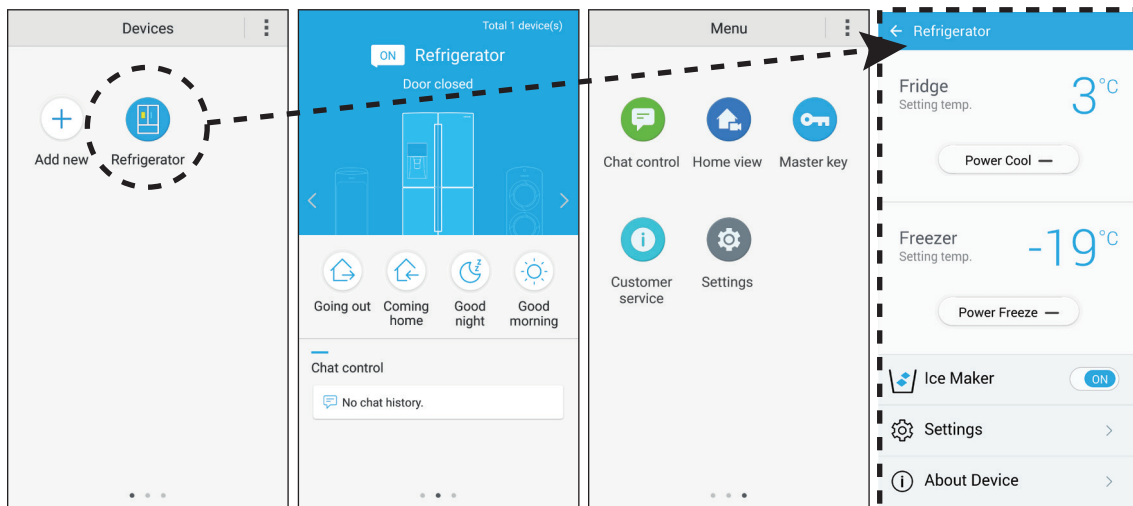 Devices
Add new
Refrigerator
Total 1 device(s)
ON Refrigerator
Door closed
Going out
Coming
home
Good
night
Good
morning
Chat control
No chat history.
Menu
Chat control
Home view
Master key
Customer
service
Settings
Refrigerator
Fridge
Setting temp.
3°C
Power Cool —
Freezer
Setting temp.
-19°C
Power Freeze —
Ice Maker
ON
Settings
About Device